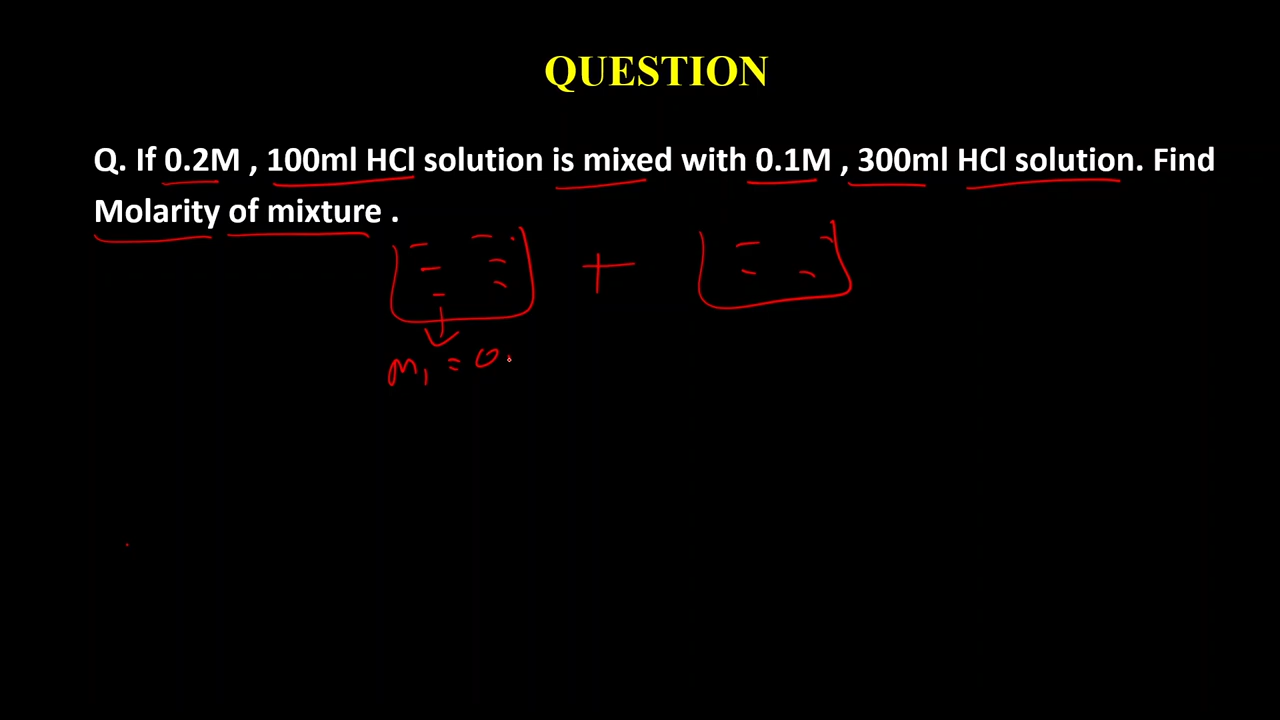 QUESTION
Q. If 0.2M , 100ml HCl solution is mixed with 0.1M , 300ml HCl solution. Find
Molarity of mixture .
+
M₁ = 0.